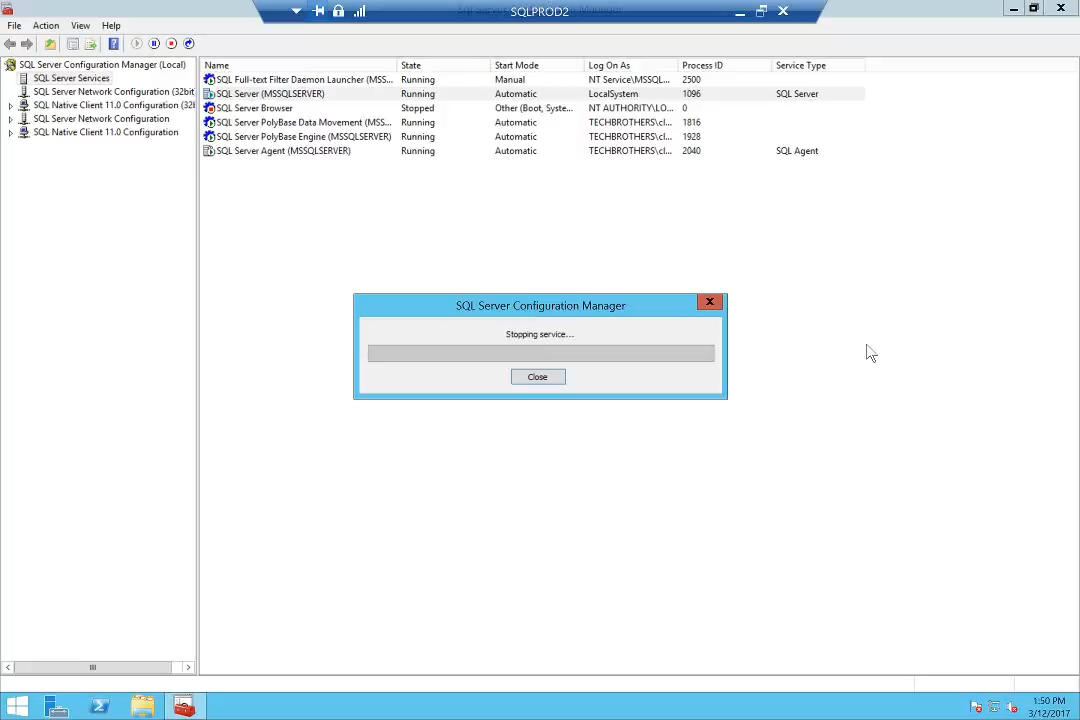 SQLPROD2
File Action View Help
SQL Server Configuration Manager (Local)
SQL Server Services
SQL Server Network Configuration (32bit
SQL Native Client 11.0 Configuration (32l
SQL Server Network Configuration
SQL Native Client 11.0 Configuration
Name State Start Mode Log On As Process ID Service Type
SQL Full-text Filter Daemon Launcher (MSS... Running Manual NT Service\MSSQL... 2500
SQL Server (MSSQLSERVER) Running Automatic LocalSystem 1096 SQL Server
SQL Server Browser Stopped Other (Boot, Syste... NT AUTHORITY\LO... 0
SQL Server PolyBase Data Movement (MSS... Running Automatic TECHBROTHERS\cl... 1816
SQL Server PolyBase Engine (MSSQLSERVER) Running Automatic TECHBROTHERS\cl... 1928
SQL Server Agent (MSSQLSERVER) Running Automatic TECHBROTHERS\cl... 2040 SQL Agent
SQL Server Configuration Manager
Stopping service...
Close
1:50 PM
3/12/2017